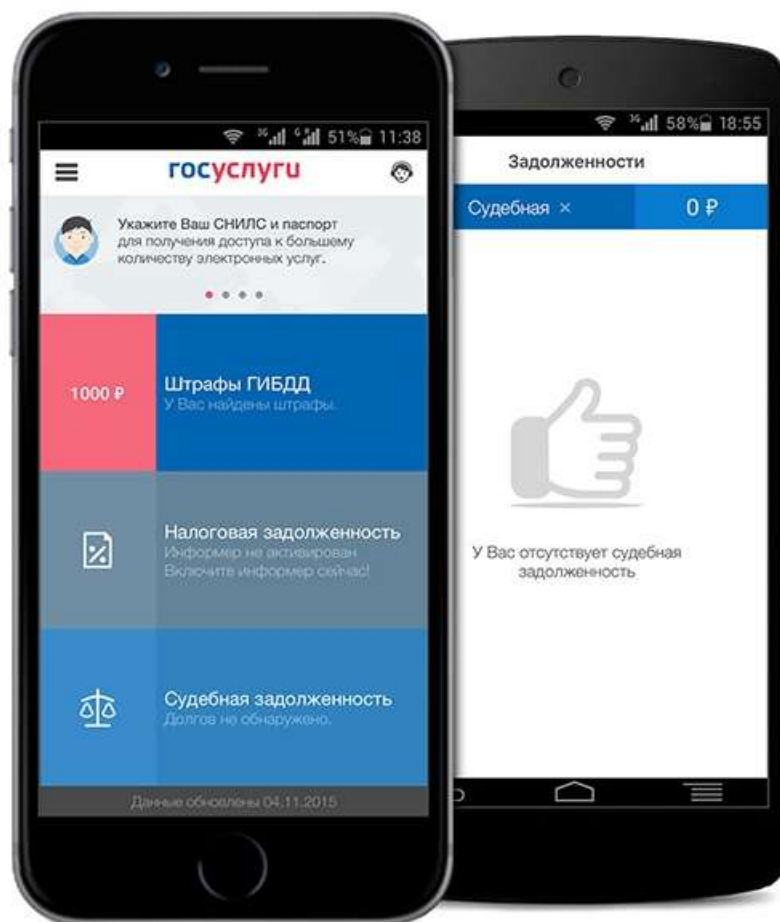 3G G 51% 11:38
госуслуги
Укажите Ваш СНИЛС и паспорт
для получения доступа к большему
количеству электронных услуг.
1000 ₽
Штрафы ГИБДД
У Вас найдены штрафы.
Налоговая задолженность
Информер не активирован
Включите информер сейчас!
Судебная задолженность
Долгов не обнаружено.
Данные обновлены 04.11.2015
3G 58% 18:55
Задолженности
Судебная × 0 ₽
У Вас отсутствует судебная
задолженность